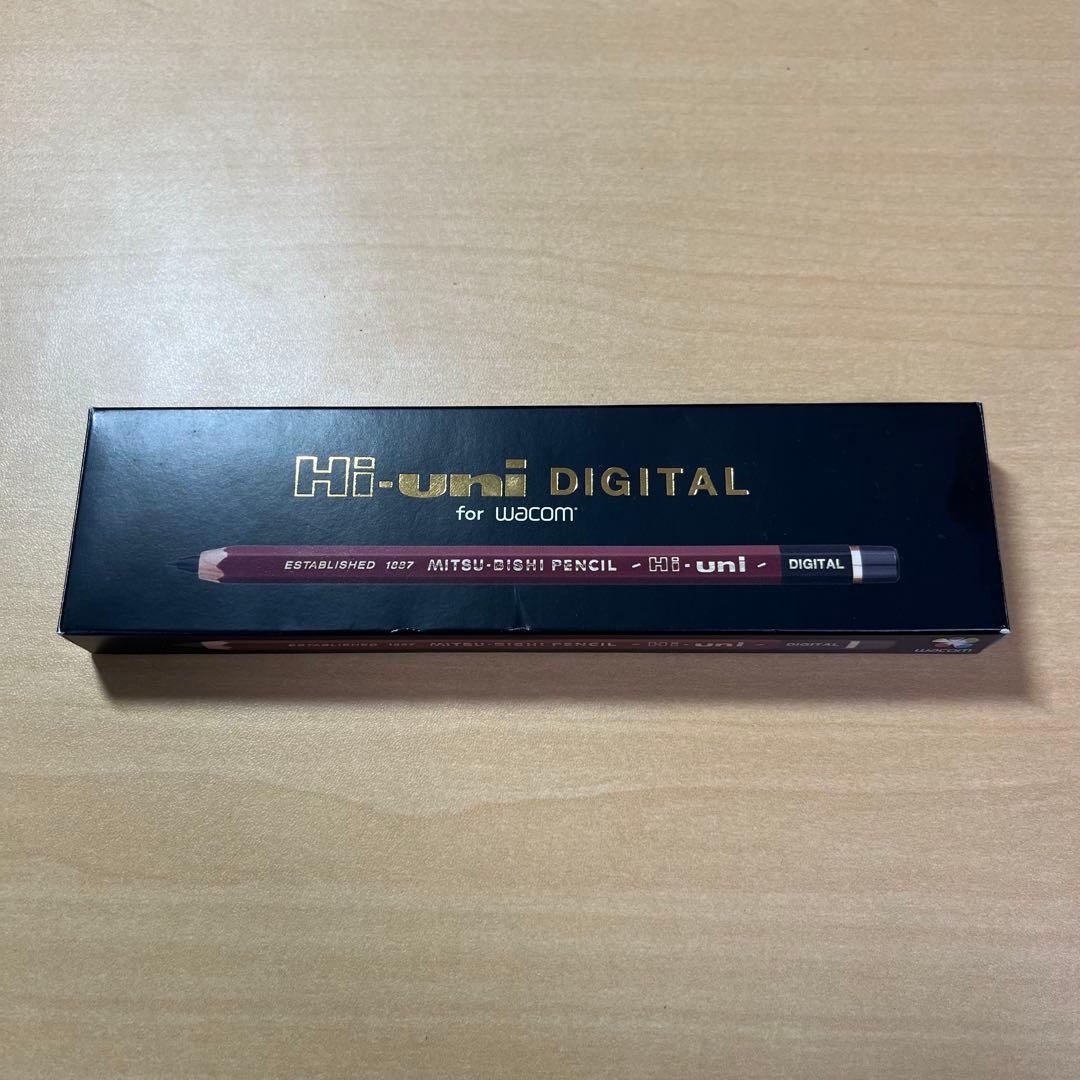 Hi-uni DIGITAL
for wacom
ESTABLISHED 1887 MITSU-BISHI PENCIL - Hi-uni - DIGITAL
ESTABLISHED 1887 MITSU-BISHI PENCIL - Hi-uni - DIGITAL
wacom